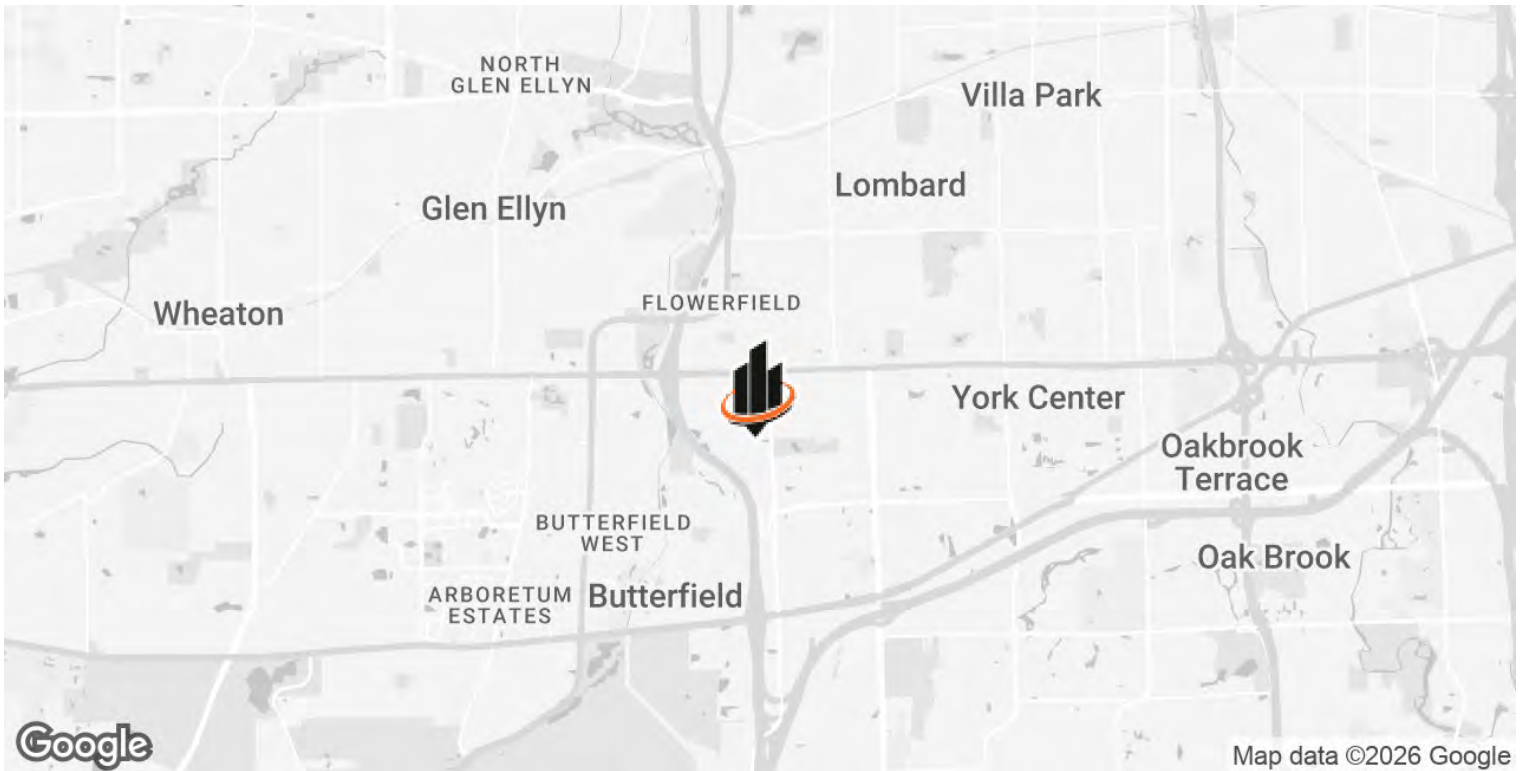 NORTH
GLEN ELLYN
Villa Park
Lombard
Glen Ellyn
FLOWERFIELD
Wheaton
York Center
Oakbrook
Terrace
BUTTERFIELD
WEST
Oak Brook
ARBORETUM
ESTATES
Butterfield
Google
Map data ©2026 Google